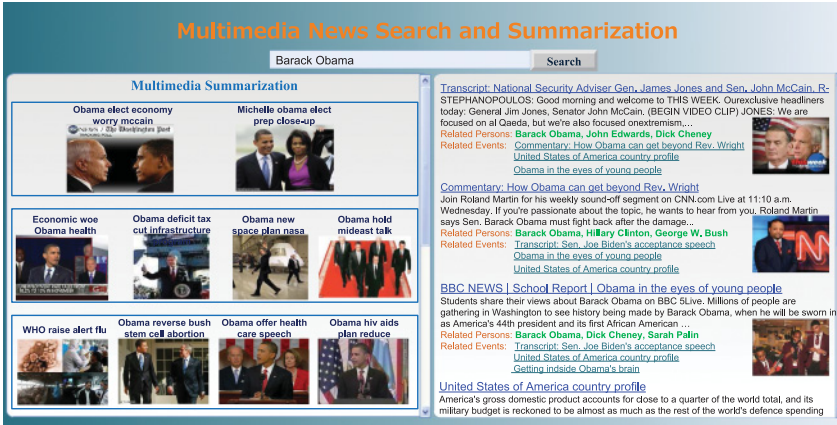 Multimedia News Search and Summarization
Barack Obama
Search
Multimedia Summarization
Obama elect economy
worry mccain
abc NEWS / The Washington Post
Michelle obama elect
prep close-up
Economic woe
Obama health
Obama deficit tax
cut infrastructure
Obama new
space plan nasa
Obama hold
mideast talk
WHO raise alert flu
Obama reverse bush
stem cell abortion
Obama offer health
care speech
Obama hiv aids
plan reduce
Transcript: National Security Adviser Gen. James Jones and Sen. John McCain, R-
STEPHANOPOULOS: Good morning and welcome to THIS WEEK. Ourexclusive headliners
today: General Jim Jones, Senator John McCain. (BEGIN VIDEO CLIP) JONES: We are
focused on al Qaeda, but we're also focused onextremism,...
Related Persons: Barack Obama, John Edwards, Dick Cheney
Related Events: Commentary: How Obama can get beyond Rev. Wright
United States of America country profile
Obama in the eyes of young people
Commentary: How Obama can get beyond Rev. Wright
Join Roland Martin for his weekly sound-off segment on CNN.com Live at 11:10 a.m.
Wednesday. If you're passionate about the topic, he wants to hear from you. Roland Martin
says Sen. Barack Obama must fight back after the damage...
Related Persons: Barack Obama, Hillary Clinton, George W, Bush
Related Events: Transcript: Sen. Joe Biden's acceptance speech
Obama in the eyes of young people
United States of America country profile
BBC NEWS | School Report | Obama in the eyes of young people
Students share their views about Barack Obama on BBC 5Live. Millions of people are
gathering in Washington to see history being made by Barack Obama, when he will be sworn in
as America's 44th president and its first African American ...
Related Persons: Barack Obama, Dick Cheney, Sarah Palin
Related Events: Transcript: Sen. Joe Biden's acceptance speech
United States of America country profile
Getting indside Obama's brain
United States of America country profile
America's gross domestic product accounts for close to a quarter of the world total, and its
military budget is reckoned to be almost as much as the rest of the world's defence spending